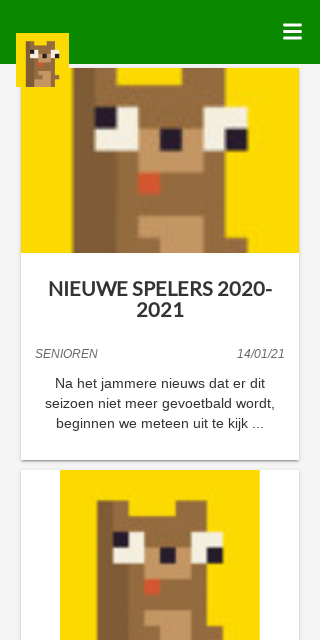 NIEUWE SPELERS 2020-
2021
SENIOREN 14/01/21
Na het jammere nieuws dat er dit
seizoen niet meer gevoetbald wordt,
beginnen we meteen uit te kijk ...